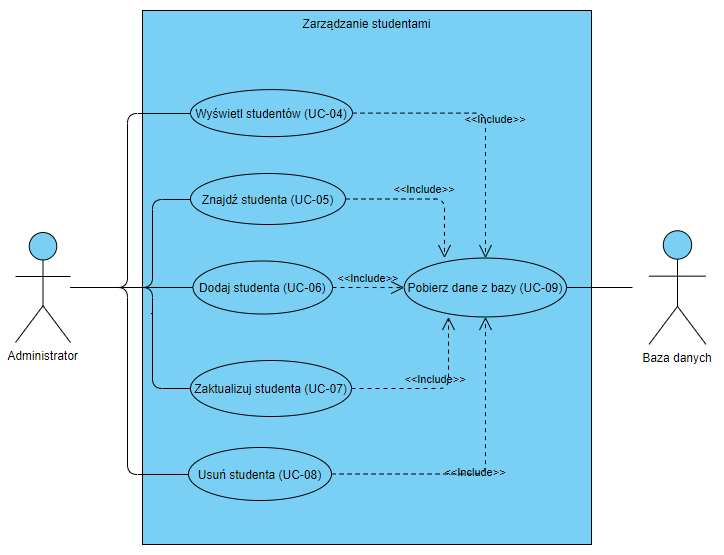 Zarządzanie studentami
Wyświetl studentów (UC-04)
<<Include>>
Znajdź studenta (UC-05)
<<Include>>
Dodaj studenta (UC-06)
<<Include>>
Pobierz dane z bazy (UC-09)
Administrator
Baza danych
Zaktualizuj studenta (UC-07)
<<Include>>
Usuń studenta (UC-08)
<<Include>>